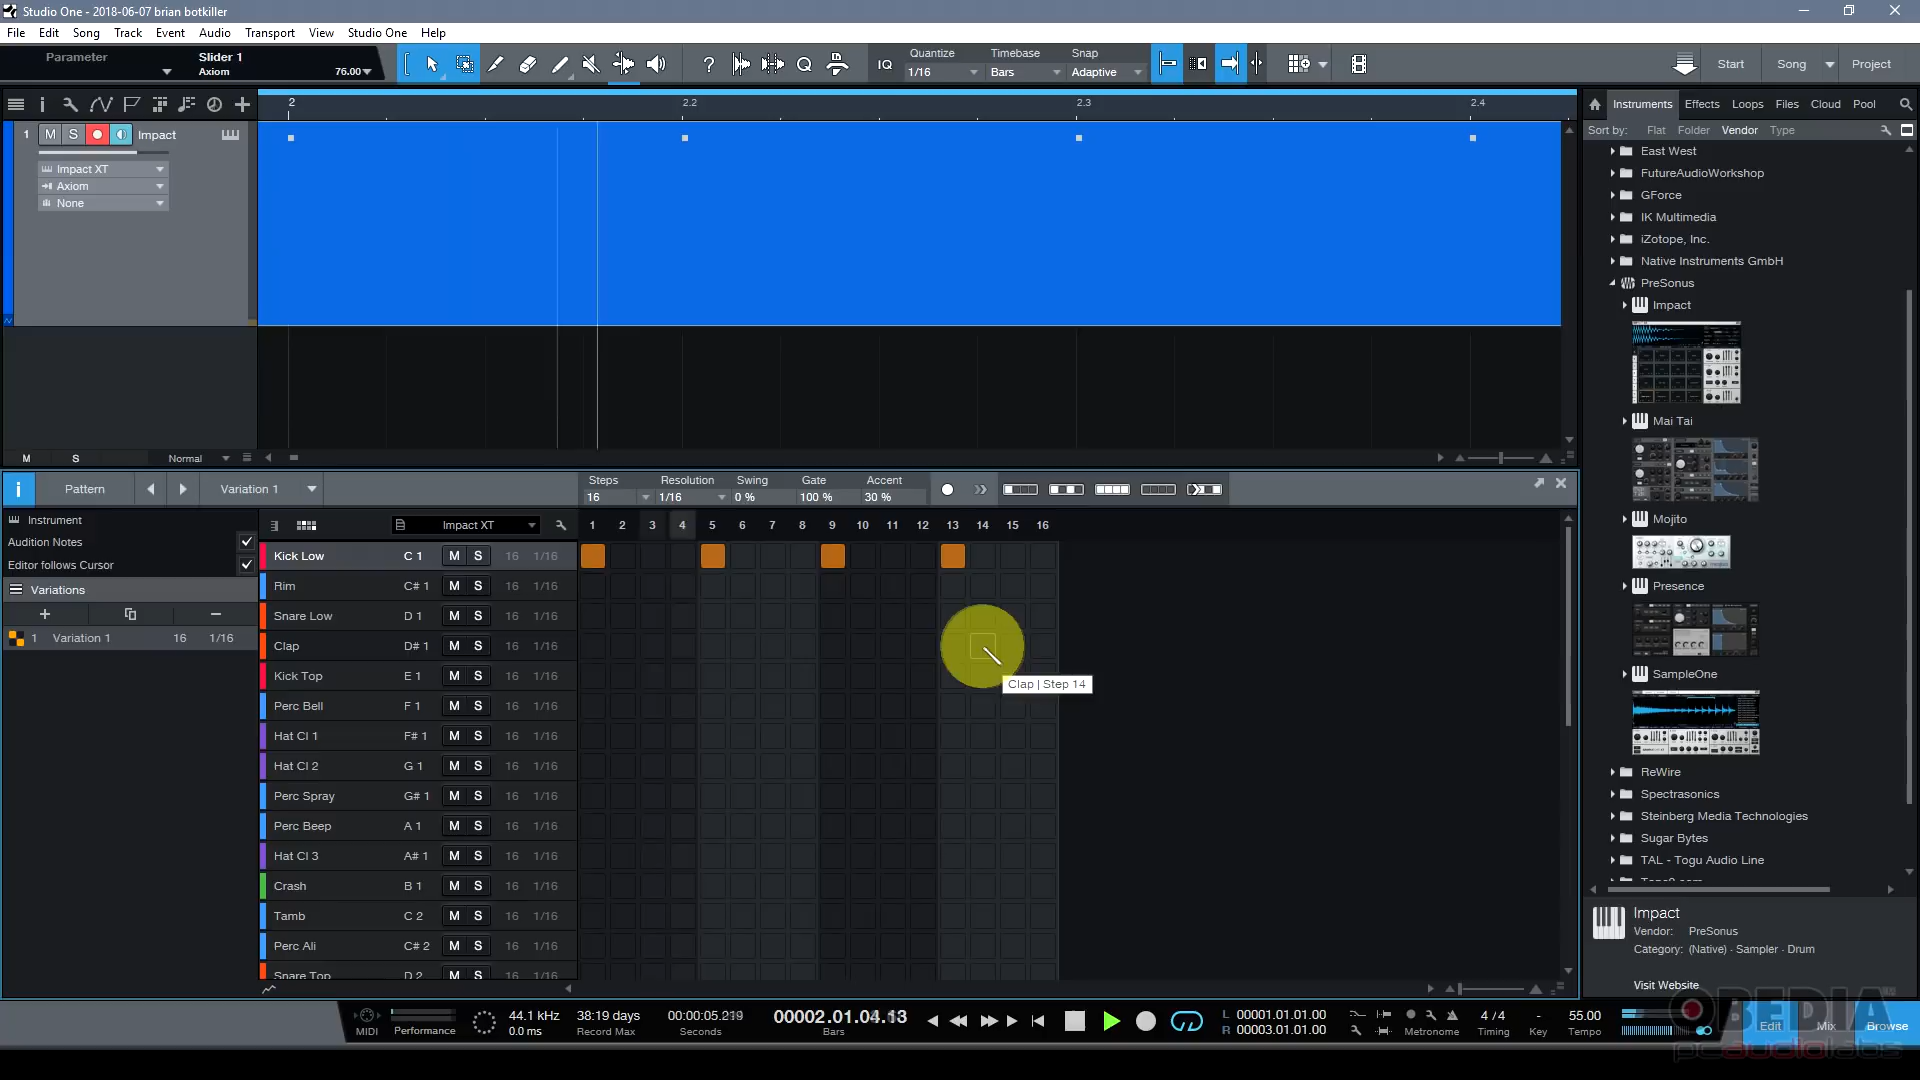 Studio One - 2018-06-07 brian botkiller
File Edit Song Track Event Audio Transport View Studio One Help
Parameter
Slider 1
Axiom
76.00
?
IQ
Quantize
1/16
Timebase
Bars
Snap
Adaptive
Start
Song
Project
2 2.2 2.3 2.4
1 M S Impact
Impact XT
Axiom
None
M S Normal
Instruments Effects Loops Files Cloud Pool
Sort by: Flat Folder Vendor Type
East West
FutureAudioWorkshop
GForce
IK Multimedia
iZotope, Inc.
Native Instruments GmbH
PreSonus
Impact
Mai Tai
Mojito
Presence
SampleOne
ReWire
Spectrasonics
Steinberg Media Technologies
Sugar Bytes
TAL - Togu Audio Line
Impact
Vendor: PreSonus
Category: (Native) - Sampler - Drum
Visit Website
i Pattern Variation 1
Steps
16
Resolution
1/16
Swing
0 %
Gate
100 %
Accent
30 %
Instrument
Audition Notes
Editor follows Cursor
Variations
1 Variation 1 16 1/16
Impact XT
1 2 3 4 5 6 7 8 9 10 11 12 13 14 15 16
Kick Low C 1 M S 16 1/16
Rim C# 1 M S 16 1/16
Snare Low D 1 M S 16 1/16
Clap D# 1 M S 16 1/16
Kick Top E 1 M S 16 1/16
Perc Bell F 1 M S 16 1/16
Hat Cl 1 F# 1 M S 16 1/16
Hat Cl 2 G 1 M S 16 1/16
Perc Spray G# 1 M S 16 1/16
Perc Beep A 1 M S 16 1/16
Hat Cl 3 A# 1 M S 16 1/16
Crash B 1 M S 16 1/16
Tamb C 2 M S 16 1/16
Perc Ali C# 2 M S 16 1/16
Snare Top D 2 M S 16 1/16
Clap | Step 14
MIDI
Performance
44.1 kHz
0.0 ms
38:19 days
Record Max
00:00:05.219
Seconds
00002.01.04.13
Bars
L 00001.01.01.00
R 00003.01.01.00
Metronome
4 / 4
Timing
-
Key
55.00
Tempo
Edit Mix Browse
OBEDIA
pcaudiolabs